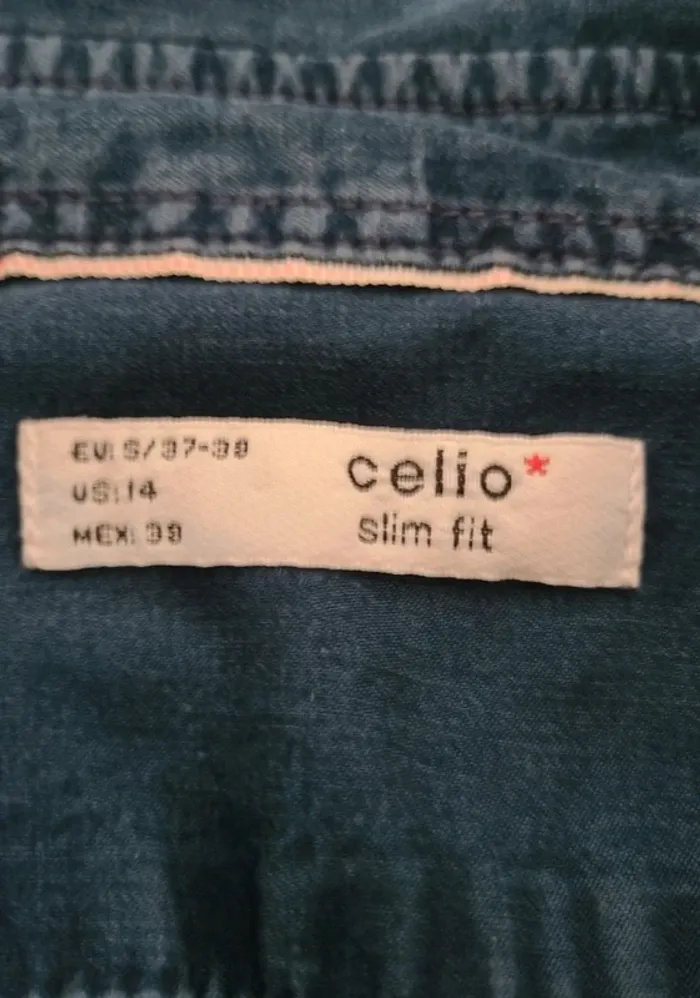 EU: S/37-38
US: 14
MEX: 38
celio*
slim fit